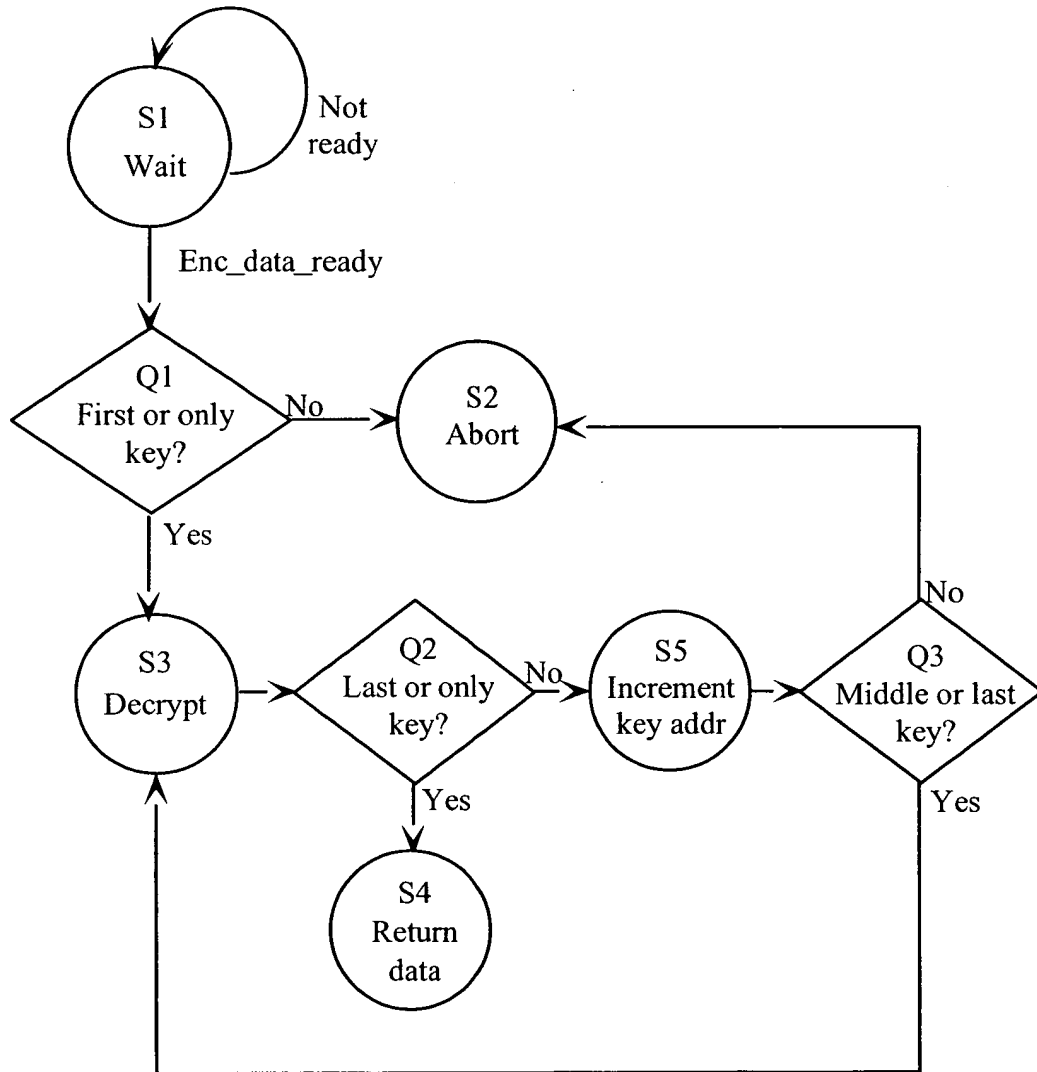 S1
Wait
Not
ready
Enc_data_ready
Q1
First or only
key?
No
S2
Abort
Yes
No
S3
Decrypt
Q2
Last or only
key?
No
S5
Increment
key addr
Q3
Middle or last
key?
Yes
Yes
S4
Return
data